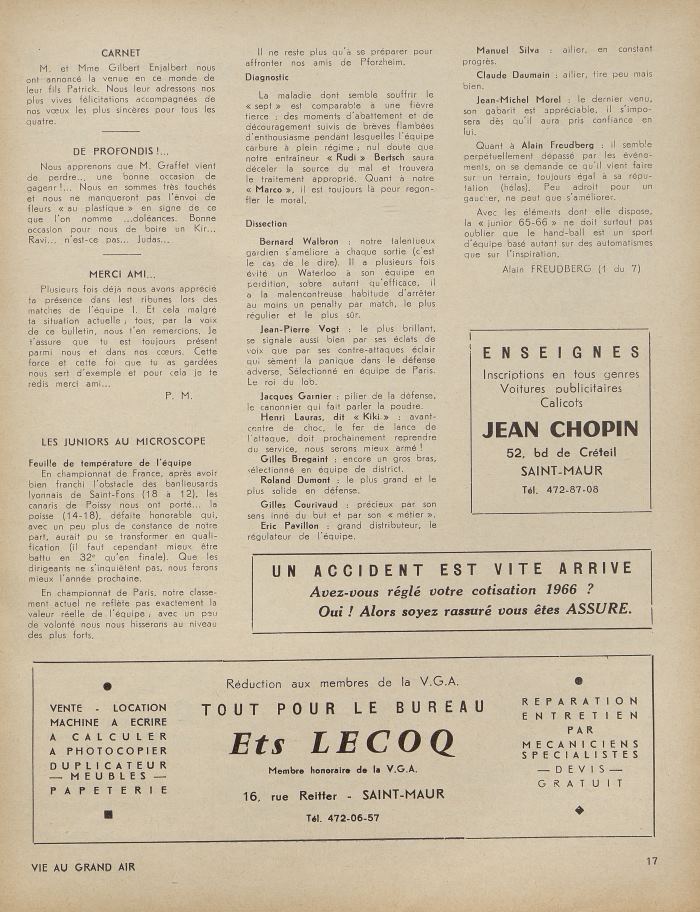 CARNET
M. et Mme Gilbert Enjalbert nous
ont annoncé la venue en ce monde de
leur fils Patrick. Nous leur adressons nos
plus vives félicitations accompagnées de
nos vœux les plus sincères pour tous les
quatre.
DE PROFONDIS !...
Nous apprenons que M. Graffet vient
de perdre... une bonne occasion de
gagner !... Nous en sommes très touchés
et nous ne manqueront pas l'envoi de
fleurs « au plastique » en signe de ce
que l'on nomme ...doléances. Bonne
occasion pour nous de boire un Kir...
Ravi... n'est-ce pas... Judas...
MERCI AMI...
Plusieurs fois déjà nous avons apprécié
ta présence dans lest ribunes lors des
matches de l'équipe I. Et cela malgré
ta situation actuelle ; tous, par la voix
de ce bulletin, nous t'en remercions. Je
t'assure que tu est toujours présent
parmi nous et dans nos cœurs. Cette
force et cette foi que tu as gardées
nous sert d'exemple et pour cela je te
redis merci ami...
P. M.
LES JUNIORS AU MICROSCOPE
Feuille de température de l'équipe
En championnat de France, après avoir
bien franchi l'obstacle des banlieusards
lyonnais de Saint-Fons (18 à 12), les
canaris de Poissy nous ont porté... la
poisse (14-18), défaite honorable qui,
avec un peu plus de constance de notre
part, aurait pu se transformer en quali-
fication (il faut cependant mieux être
battu en 32e qu'en finale). Que les
dirigeants ne s'inquiètent pas, nous ferons
mieux l'année prochaine.
En championnat de Paris, notre classe-
ment actuel ne reflète pas exactement la
valeur réelle de l'équipe ; avec un peu
de volonté nous nous hisserons au niveau
des plus forts.
Il ne reste plus qu'à se préparer pour
affronter nos amis de Pforzheim.
Diagnostic
La maladie dont semble souffrir le
« sept » est comparable à une fièvre
tierce ; des moments d'abattement et de
découragement suivis de brèves flambées
d'enthousiasme pendant lesquelles l'équipe
carbure à plein régime ; nul doute que
notre entraîneur « Rudi » Bertsch saura
déceler la source du mal et trouvera
le traitement approprié. Quant à notre
« Marco », il est toujours là pour regon-
fler le moral.
Dissection
Bernard Walbron : notre talentueux
gardien s'améliore à chaque sortie (c'est
le cas de le dire). Il a plusieurs fois
évité un Waterloo à son équipe en
perdition, sobre autant qu'efficace, il
a la malencontreuse habitude d'arrêter
au moins un penalty par match, le plus
régulier et le plus sûr.
Jean-Pierre Vogt : le plus brillant,
se signale aussi bien par ses éclats de
voix que par ses contre-attaques éclair
qui sèment la panique dans le défense
adverse. Sélectionné en équipe de Paris.
Le roi du lob.
Jacques Garnier : pilier de la défense,
le canonnier qui fait parler la poudre.
Henri Lauras, dit « Kiki » : avant-
centre de choc, le fer de lance de
l'attaque, doit prochainement reprendre
du service, nous serons mieux armé !
Gilles Bregaint : encore un gros bras,
sélectionné en équipe de district.
Roland Dumont : le plus grand et le
plus solide en défense.
Gilles Courivaud : précieux par son
sens inné du but et par son « métier ».
Eric Pavillon : grand distributeur, le
régulateur de l'équipe.
Manuel Silva : ailier, en constant
progrès.
Claude Daumain : ailier, tire peu mais
bien.
Jean-Michel Morel : le dernier venu,
son gabarit est appréciable, il s'impo-
sera dès qu'il aura pris confiance en
lui.
Quant à Alain Freudberg : il semble
perpétuellement dépassé par les événe-
ments, on se demande ce qu'il vient faire
sur un terrain, toujours égal à sa répu-
tation (hélas). Peu adroit pour un
gaucher, ne peut que s'améliorer.
Avec les éléments dont elle dispose,
la « junior 65-66 » ne doit surtout pas
oublier que le hand-ball est un sport
d'équipe basé autant sur des automatismes
que sur l'inspiration.
Alain FREUDBERG (1 du 7)
ENSEIGNES
Inscriptions en tous genres
Voitures publicitaires
Calicots
JEAN CHOPIN
52, bd de Créteil
SAINT-MAUR
Tél. 472-87-08
UN ACCIDENT EST VITE ARRIVE
Avez-vous réglé votre cotisation 1966 ?
Oui ! Alors soyez rassuré vous êtes ASSURE.
VENTE - LOCATION
MACHINE A ECRIRE
A CALCULER
A PHOTOCOPIER
DUPLICATEUR
— MEUBLES —
PAPETERIE
Réduction aux membres de la V.G.A.
TOUT POUR LE BUREAU
Ets LECOQ
Membre honoraire de la V.G.A.
16, rue Reitter - SAINT-MAUR
Tél. 472-06-57
REPARATION
ENTRETIEN
PAR
MECANICIENS
SPECIALISTES
— DEVIS —
GRATUIT
VIE AU GRAND AIR
17